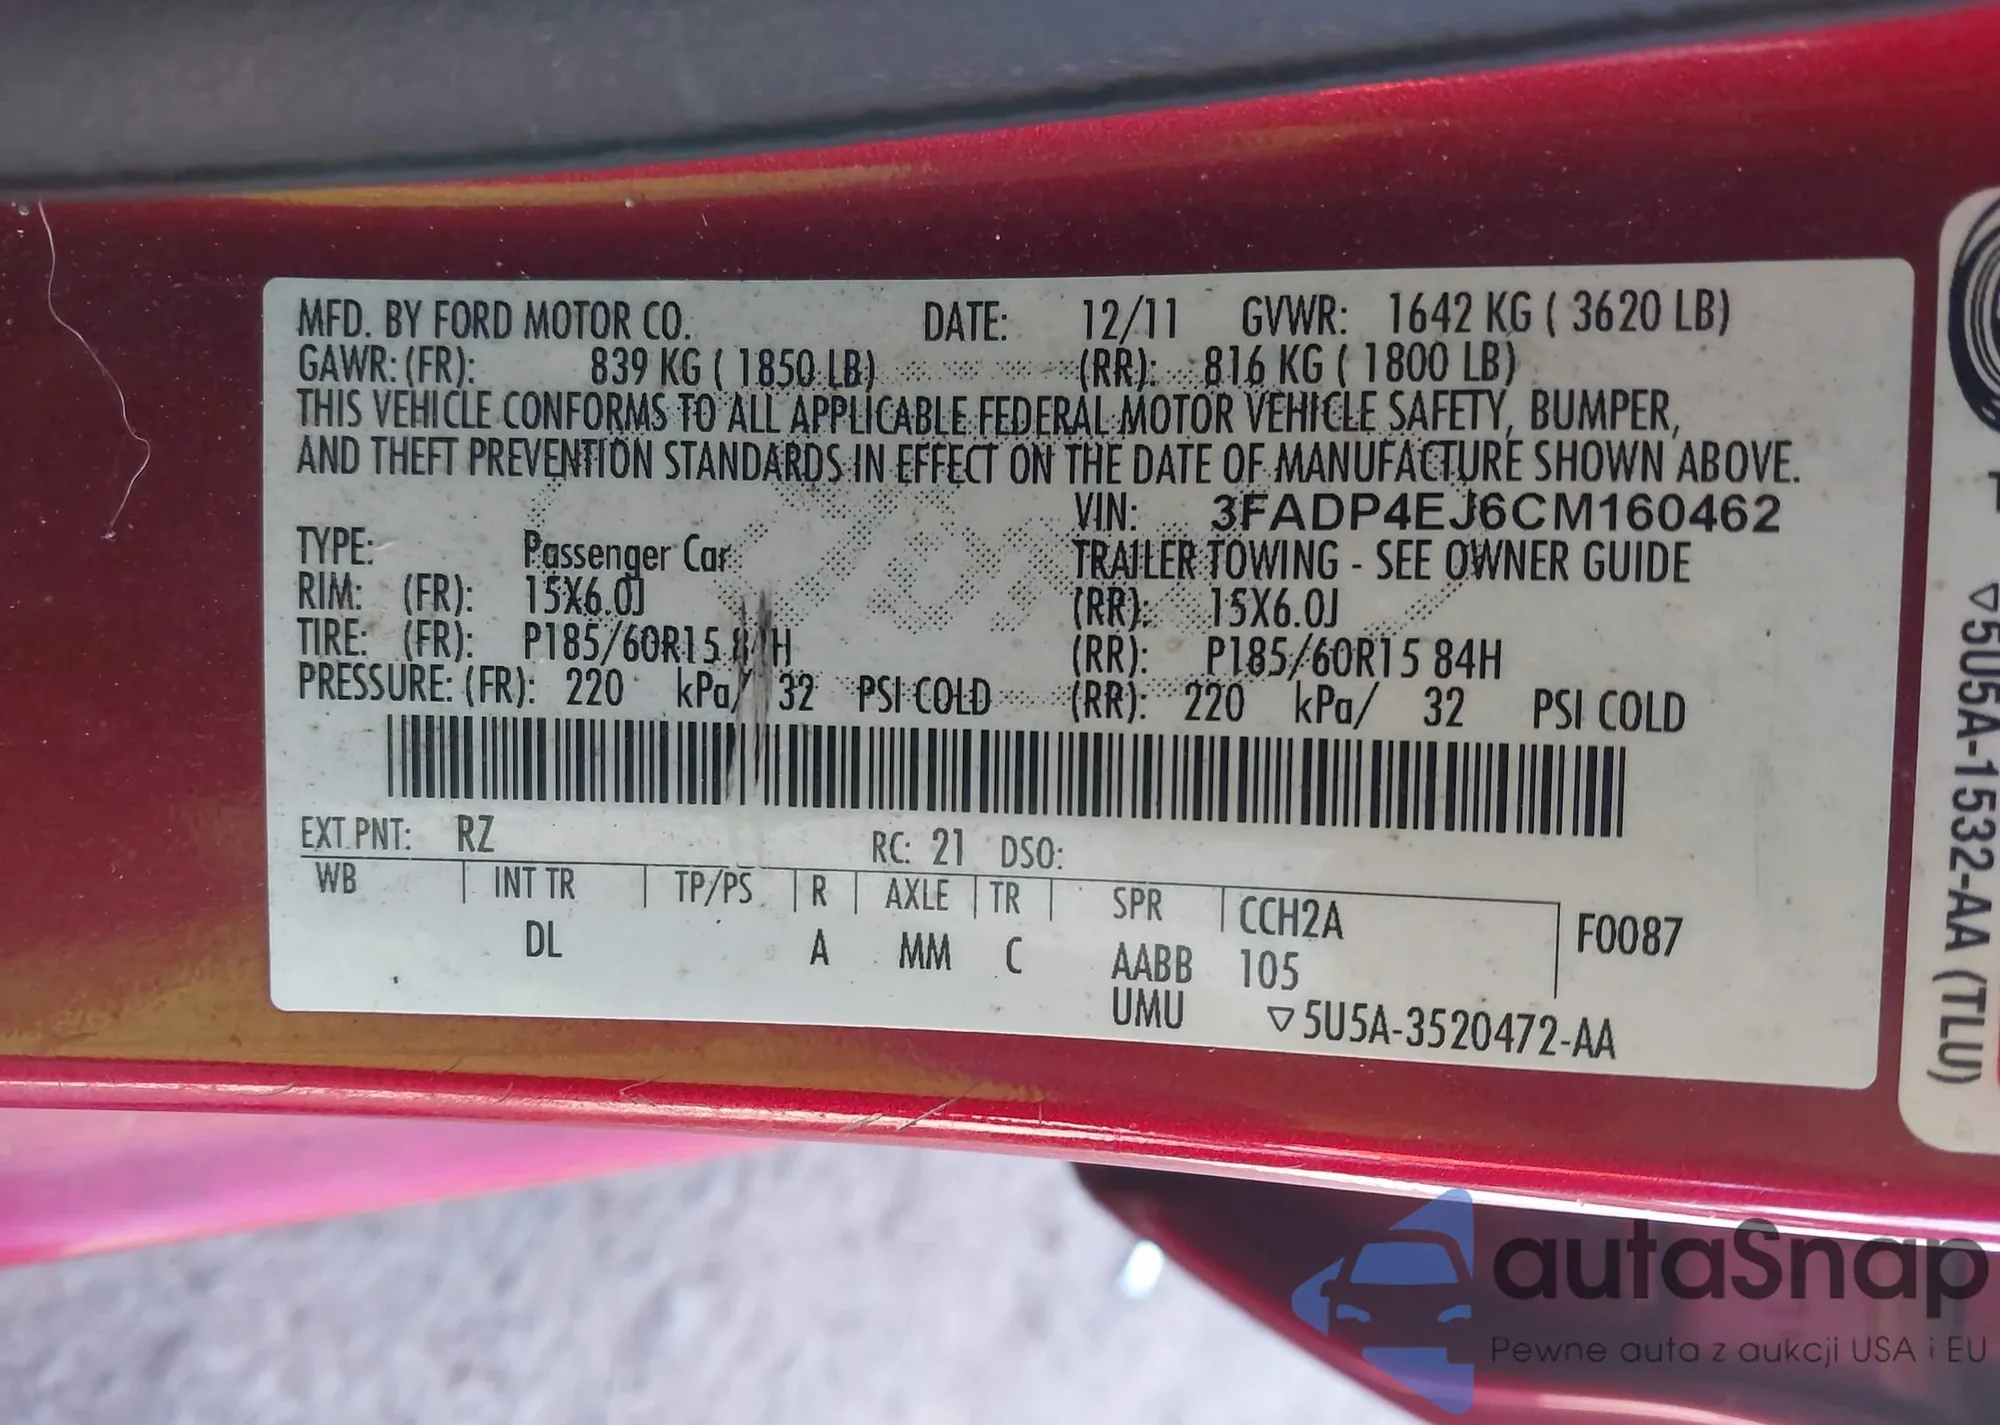 MFD. BY FORD MOTOR CO. DATE: 12/11 GVWR: 1642 KG ( 3620 LB)
GAWR: (FR): 839 KG ( 1850 LB) (RR): 816 KG ( 1800 LB)
THIS VEHICLE CONFORMS TO ALL APPLICABLE FEDERAL MOTOR VEHICLE SAFETY, BUMPER,
AND THEFT PREVENTION STANDARDS IN EFFECT ON THE DATE OF MANUFACTURE SHOWN ABOVE.
VIN: 3FADP4EJ6CM160462
TYPE: Passenger Car TRAILER TOWING - SEE OWNER GUIDE
RIM: (FR): 15X6.0J (RR): 15X6.0J
TIRE: (FR): P185/60R15 84H (RR): P185/60R15 84H
PRESSURE: (FR): 220 kPa/ 32 PSI COLD (RR): 220 kPa/ 32 PSI COLD
EXT PNT: RZ RC: 21 DSO:
WB INT TR TP/PS R AXLE TR SPR CCH2A F0087
DL A MM C AABB 105
UMU ▽5U5A-3520472-AA
▽5U5A-1532-AA (TLU)
autaSnap
Pewne auta z aukcji USA i EU